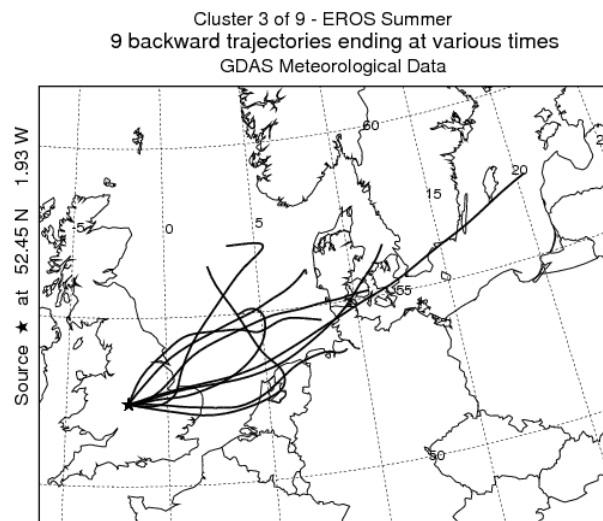 Cluster 3 of 9 - EROS Summer
9 backward trajectories ending at various times
GDAS Meteorological Data
Source ★ at 52.45 N 1.93 W
60
20
15
10
5
0
-5
55
50